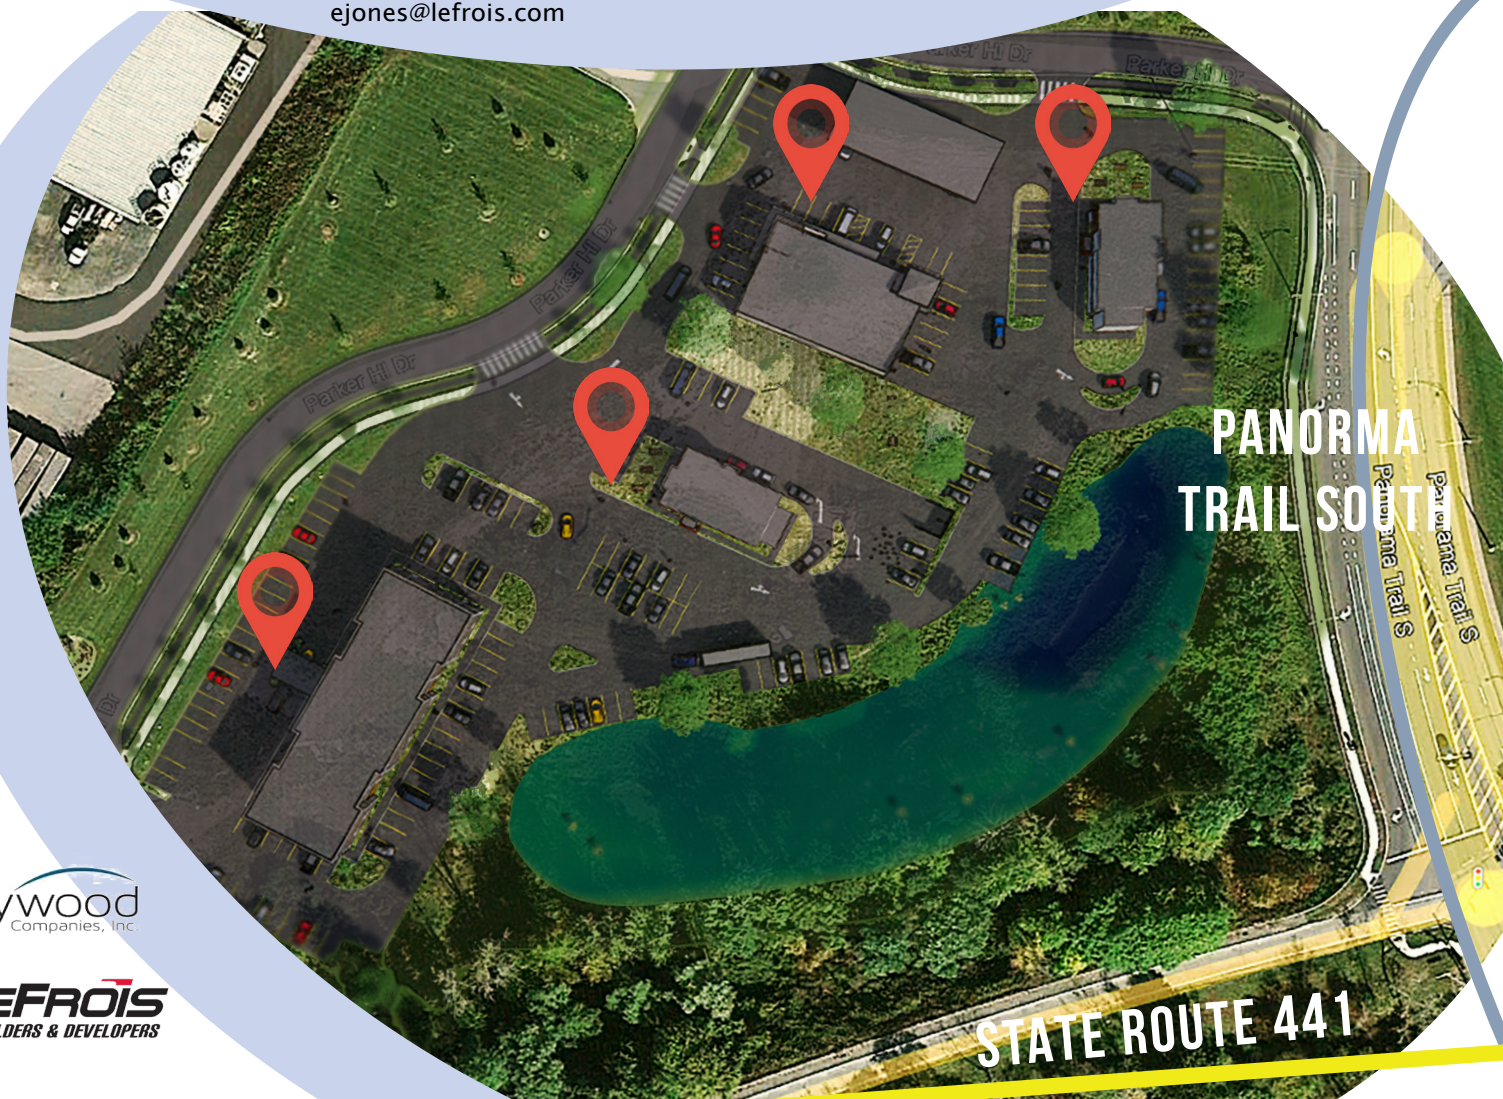 ejones@lefrois.com
Parker Hl Dr
Parker Hl Dr
Parker Hl Dr
Parker Hl Dr
PANORMA
TRAIL SOUTH
Panorama Trail S
Panorama Trail S
Dr
ywood
Companies, Inc.
eFrois
LDERS & DEVELOPERS
STATE ROUTE 441